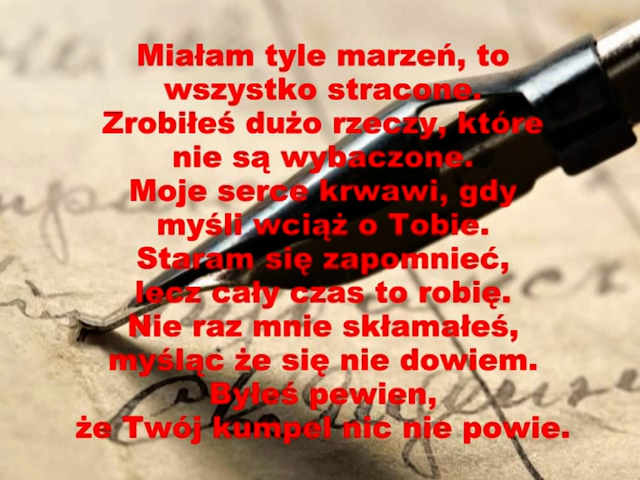 Miałam tyle marzeń, to
wszystko stracone.
Zrobiłeś dużo rzeczy, które
nie są wybaczone.
Moje serce krwawi, gdy
myśli wciąż o Tobie.
Staram się zapomnieć,
lecz cały czas to robię.
Nie raz mnie skłamałeś,
myśląc że się nie dowiem.
Byłeś pewien,
że Twój kumpel nic nie powie.